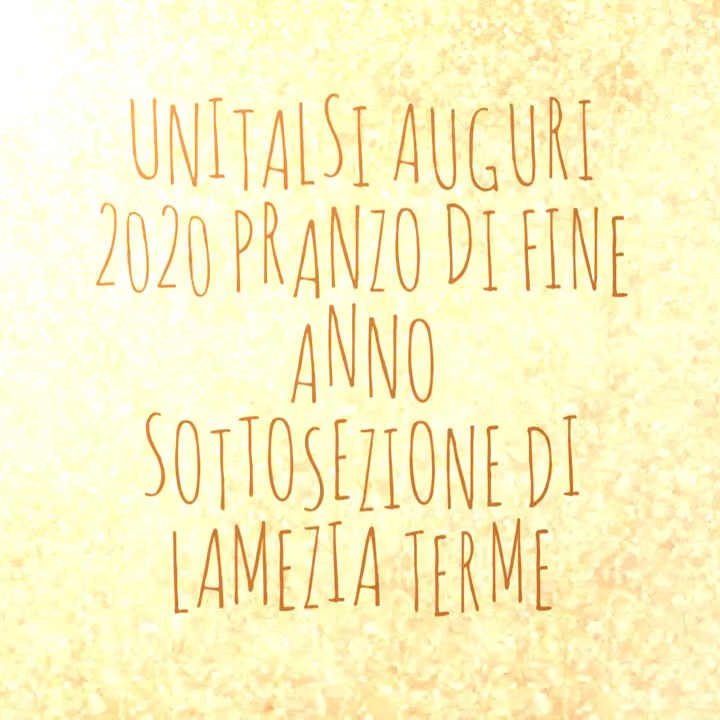 UNITALSI AUGURI
2020 PRANZO DI FINE
ANNO
SOTTOSEZIONE DI
LAMEZIA TERME